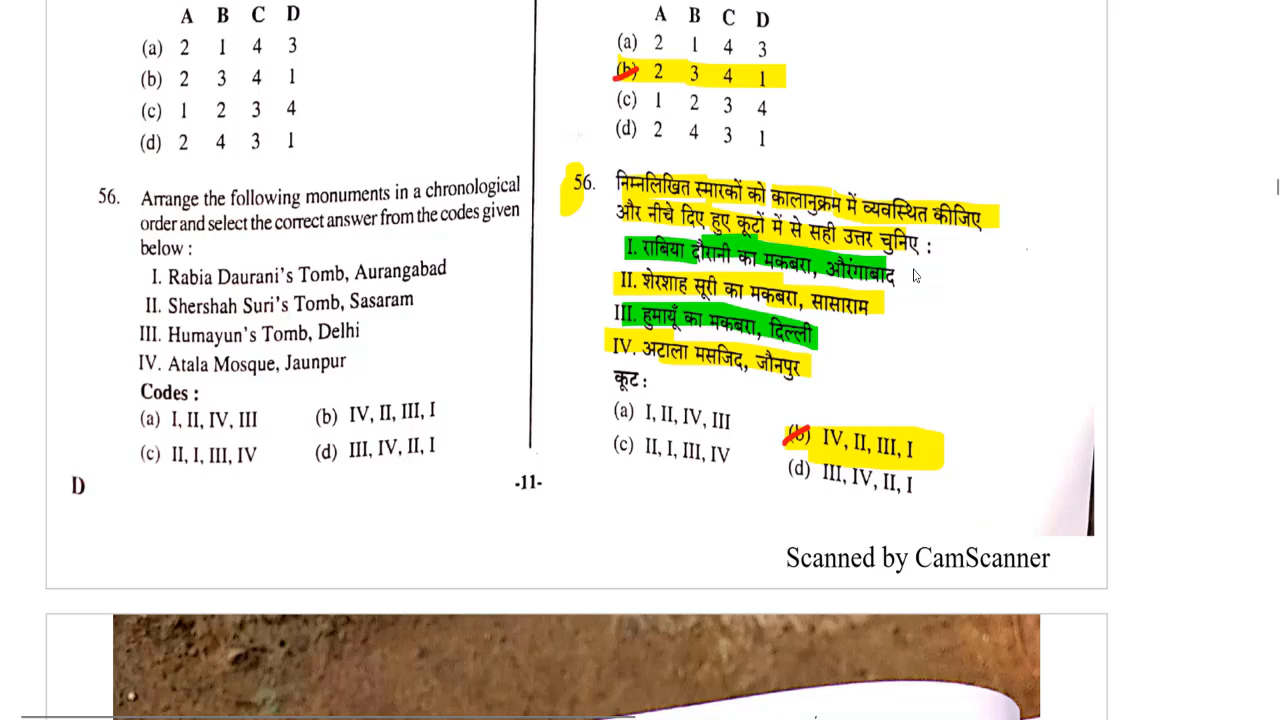 A B C D
(a) 2 1 4 3
(b) 2 3 4 1
(c) 1 2 3 4
(d) 2 4 3 1
56. Arrange the following monuments in a chronological
order and select the correct answer from the codes given
below :
I. Rabia Daurani's Tomb, Aurangabad
II. Shershah Suri's Tomb, Sasaram
III. Humayun's Tomb, Delhi
IV. Atala Mosque, Jaunpur
Codes :
(a) I, II, IV, III (b) IV, II, III, I
(c) II, I, III, IV (d) III, IV, II, I
D
-11-
A B C D
(a) 2 1 4 3
(b) 2 3 4 1
(c) 1 2 3 4
(d) 2 4 3 1
56. निम्नलिखित स्मारकों को कालानुक्रम में व्यवस्थित कीजिए
और नीचे दिए हुए कूटों में से सही उत्तर चुनिए :
I. राबिया दौरानी का मकबरा, औरंगाबाद
II. शेरशाह सूरी का मकबरा, सासाराम
III. हुमायूँ का मकबरा, दिल्ली
IV. अटाला मसजिद, जौनपुर
कूट :
(a) I, II, IV, III (b) IV, II, III, I
(c) II, I, III, IV (d) III, IV, II, I
Scanned by CamScanner